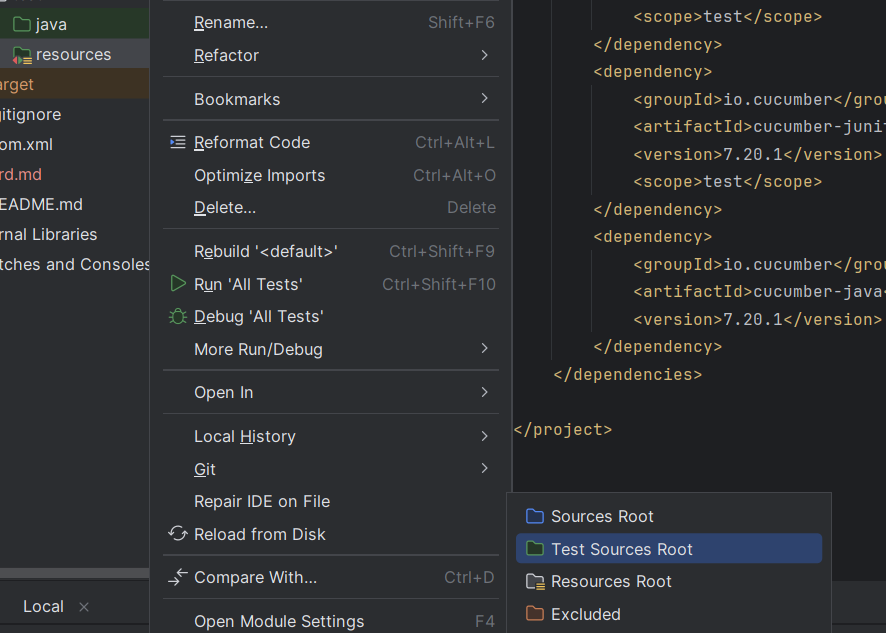 java
resources
arget
gitignore
om.xml
rd.md
EADME.md
rnal Libraries
tches and Consoles
Local ×
Rename... Shift+F6
Refactor
Bookmarks
Reformat Code Ctrl+Alt+L
Optimize Imports Ctrl+Alt+O
Delete... Delete
Rebuild '<default>' Ctrl+Shift+F9
Run 'All Tests' Ctrl+Shift+F10
Debug 'All Tests'
More Run/Debug
Open In
Local History
Git
Repair IDE on File
Reload from Disk
Compare With... Ctrl+D
Open Module Settings F4
<scope>test</scope>
</dependency>
<dependency>
<groupId>io.cucumber</grou
<artifactId>cucumber-juni
<version>7.20.1</version>
<scope>test</scope>
</dependency>
<dependency>
<groupId>io.cucumber</grou
<artifactId>cucumber-java<
<version>7.20.1</version>
</dependency>
</dependencies>
</project>
Sources Root
Test Sources Root
Resources Root
Excluded